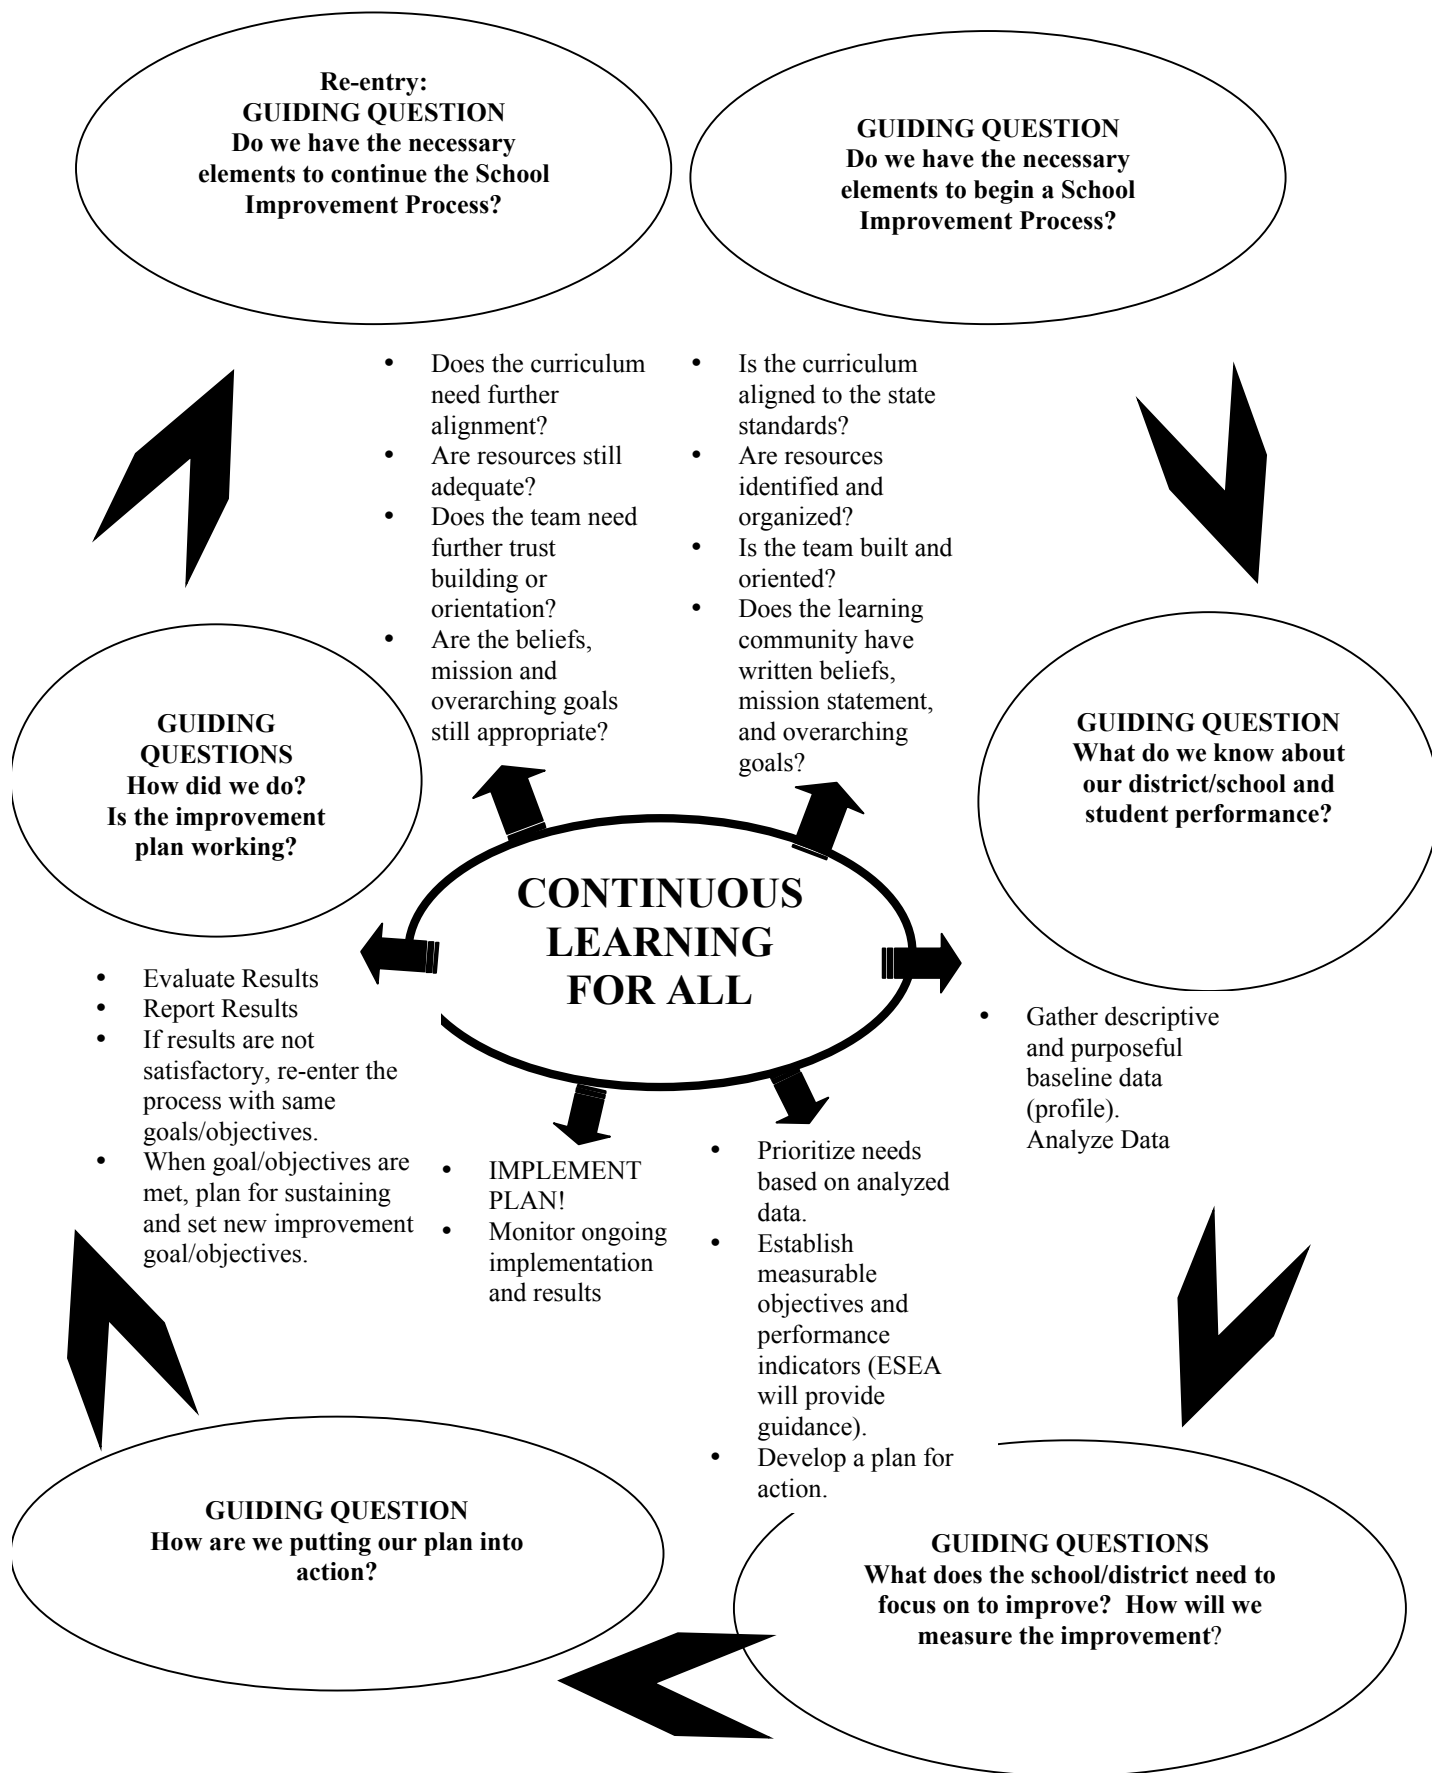 Re-entry:
GUIDING QUESTION
Do we have the necessary
elements to continue the School
Improvement Process?
GUIDING QUESTION
Do we have the necessary
elements to begin a School
Improvement Process?
• Does the curriculum
need further
alignment?
• Are resources still
adequate?
• Does the team need
further trust
building or
orientation?
• Are the beliefs,
mission and
overarching goals
still appropriate?
• Is the curriculum
aligned to the state
standards?
• Are resources
identified and
organized?
• Is the team built and
oriented?
• Does the learning
community have
written beliefs,
mission statement,
and overarching
goals?
GUIDING
QUESTIONS
How did we do?
Is the improvement
plan working?
GUIDING QUESTION
What do we know about
our district/school and
student performance?
CONTINUOUS
LEARNING
FOR ALL
• Evaluate Results
• Report Results
• If results are not
satisfactory, re-enter the
process with same
goals/objectives.
• When goal/objectives are
met, plan for sustaining
and set new improvement
goal/objectives.
• IMPLEMENT
PLAN!
• Monitor ongoing
implementation
and results
• Prioritize needs
based on analyzed
data.
• Establish
measurable
objectives and
performance
indicators (ESEA
will provide
guidance).
• Develop a plan for
action.
• Gather descriptive
and purposeful
baseline data
(profile).
Analyze Data
GUIDING QUESTION
How are we putting our plan into
action?
GUIDING QUESTIONS
What does the school/district need to
focus on to improve?  How will we
measure the improvement?